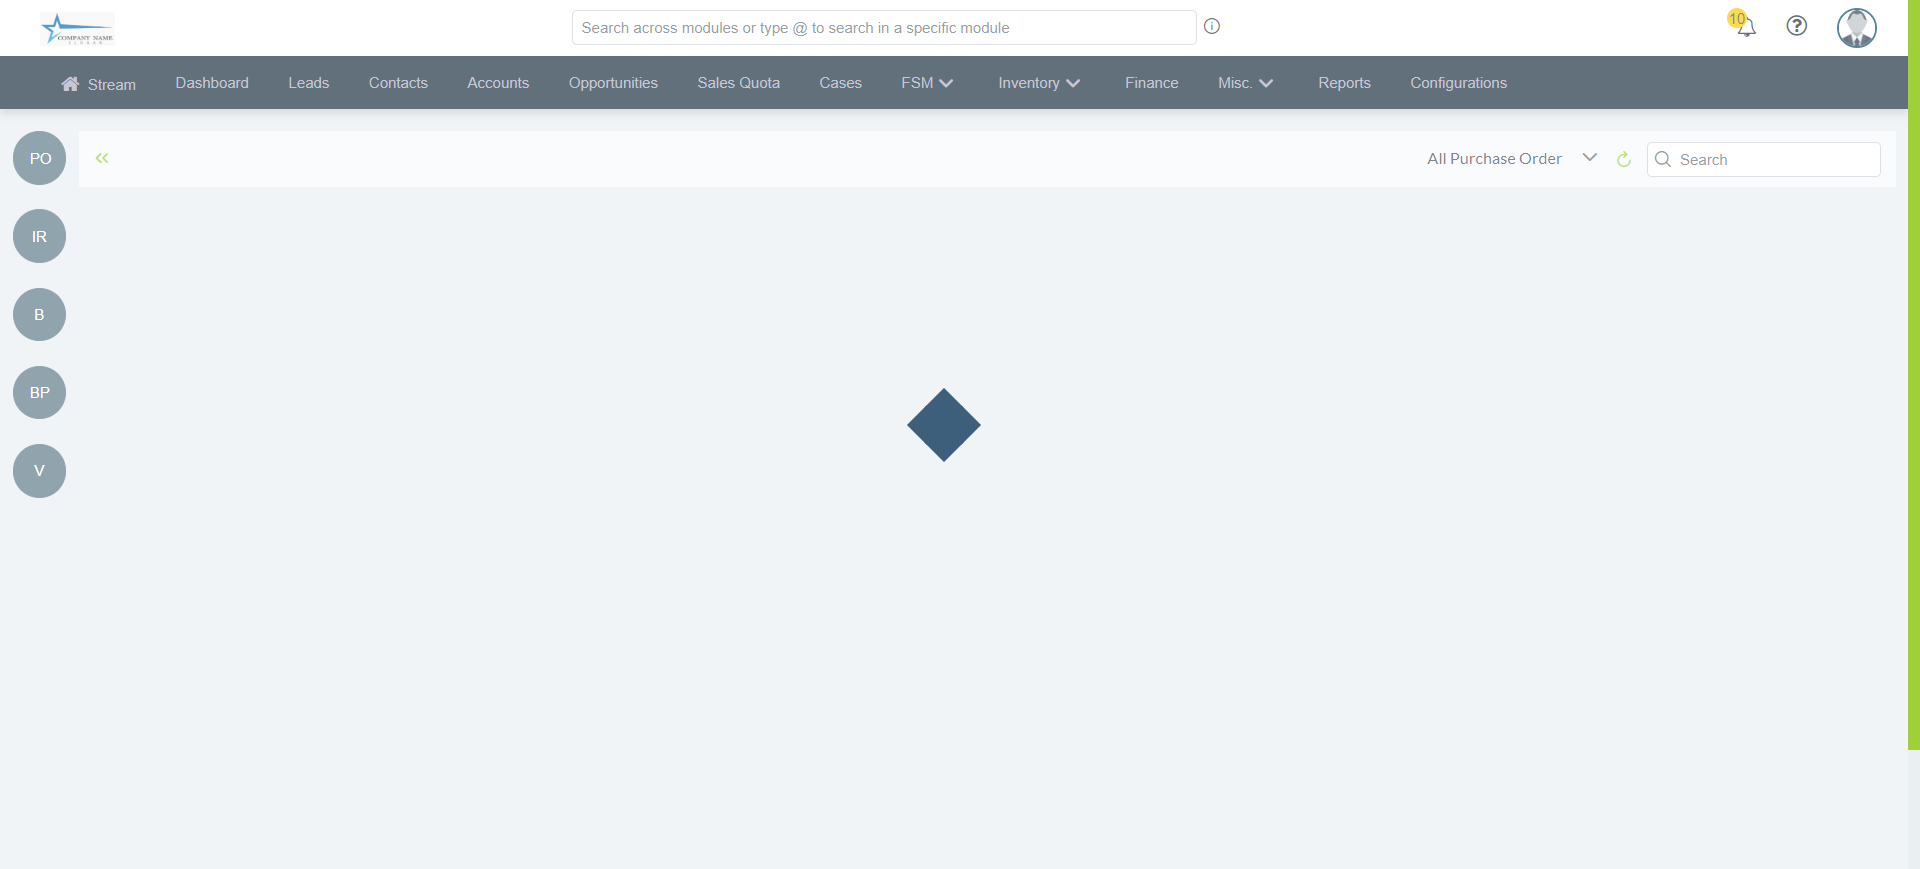 COMPANY NAME
Search across modules or type @ to search in a specific module
10
Stream Dashboard Leads Contacts Accounts Opportunities Sales Quota Cases FSM Inventory Finance Misc. Reports Configurations
PO
All Purchase Order
Search
IR
B
BP
V